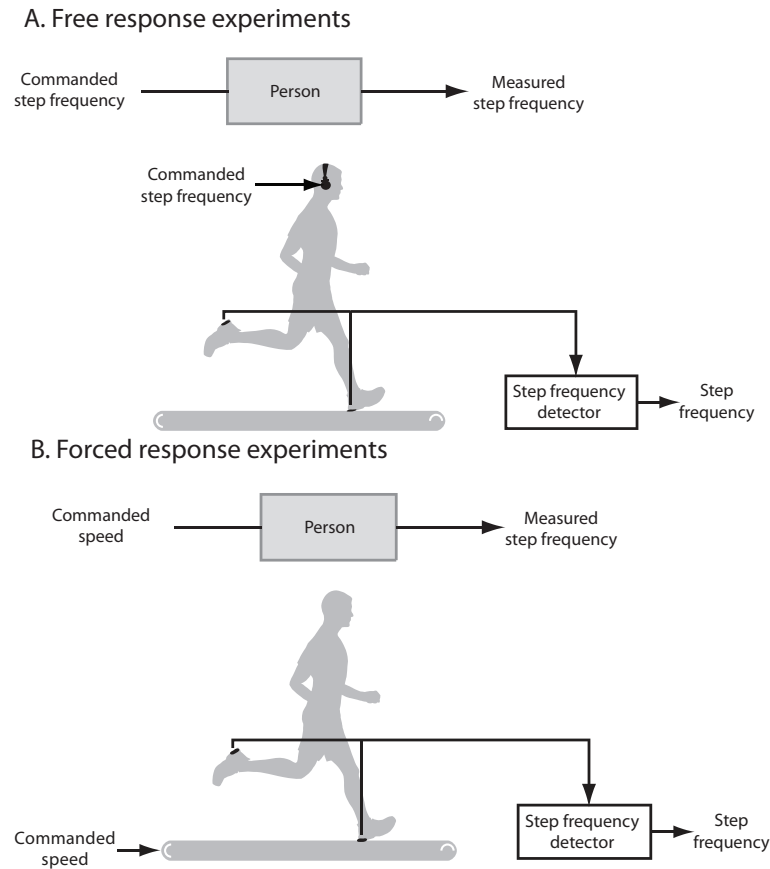 A. Free response experiments
Commanded
step frequency
Person
Measured
step frequency
Commanded
step frequency
Step frequency
detector
Step
frequency
B. Forced response experiments
Commanded
speed
Person
Measured
step frequency
Commanded
speed
Step frequency
detector
Step
frequency